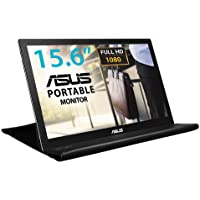 15.6"
FULL HD
1080
ASUS
PORTABLE
MONITOR